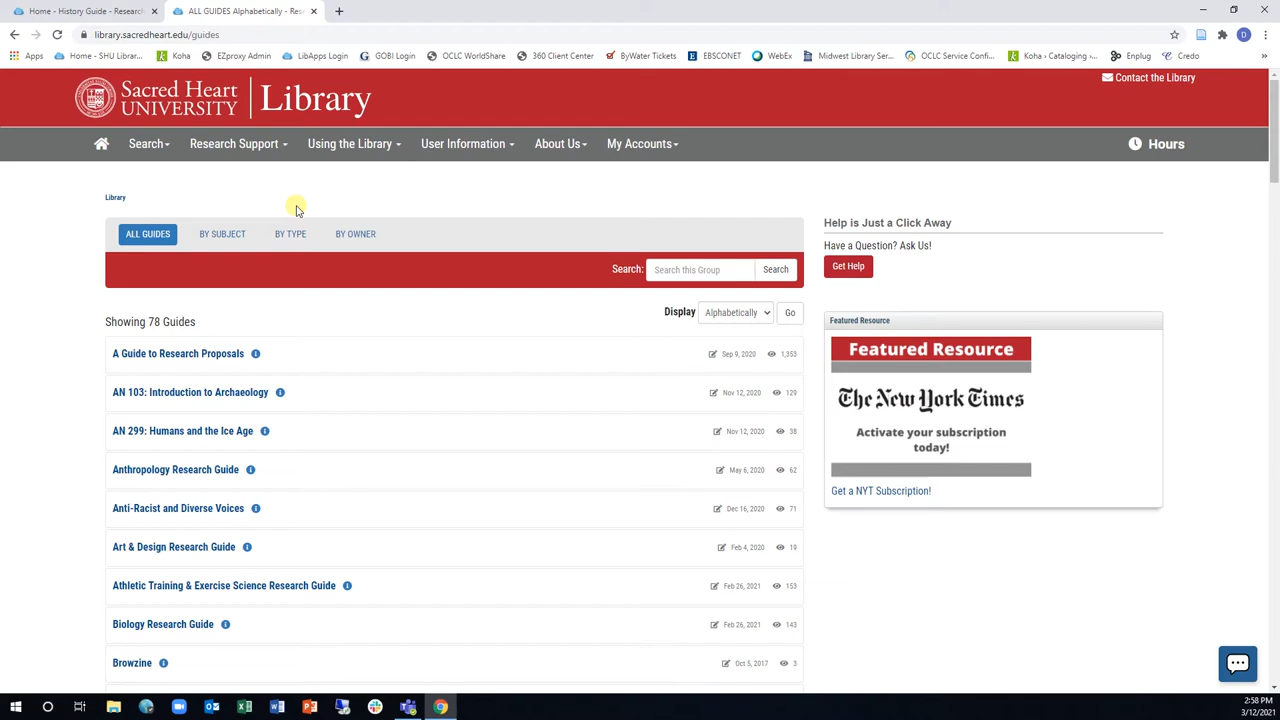 Home - History Guide - Research
ALL GUIDES Alphabetically - Res
library.sacredheart.edu/guides
D
Apps
Home - SHU Librar...
Koha
EZproxy Admin
LibApps Login
GOBI Login
OCLC WorldShare
360 Client Center
ByWater Tickets
EBSCONET
WebEx
Midwest Library Ser...
OCLC Service Confi...
Koha › Cataloging ›...
Enplug
Credo
»
Sacred Heart
UNIVERSITY
Library
Contact the Library
Search
Research Support
Using the Library
User Information
About Us
My Accounts
Hours
Library
ALL GUIDES
BY SUBJECT
BY TYPE
BY OWNER
Search:
Search this Group
Search
Showing 78 Guides
Display
Alphabetically
Go
A Guide to Research Proposals
Sep 9, 2020
1,353
AN 103: Introduction to Archaeology
Nov 12, 2020
129
AN 299: Humans and the Ice Age
Nov 12, 2020
38
Anthropology Research Guide
May 6, 2020
62
Anti-Racist and Diverse Voices
Dec 16, 2020
71
Art & Design Research Guide
Feb 4, 2020
19
Athletic Training & Exercise Science Research Guide
Feb 26, 2021
153
Biology Research Guide
Feb 26, 2021
143
Browzine
Oct 5, 2017
3
Help is Just a Click Away
Have a Question? Ask Us!
Get Help
Featured Resource
Featured Resource
The New York Times
Activate your subscription
today!
Get a NYT Subscription!
2:58 PM
3/12/2021